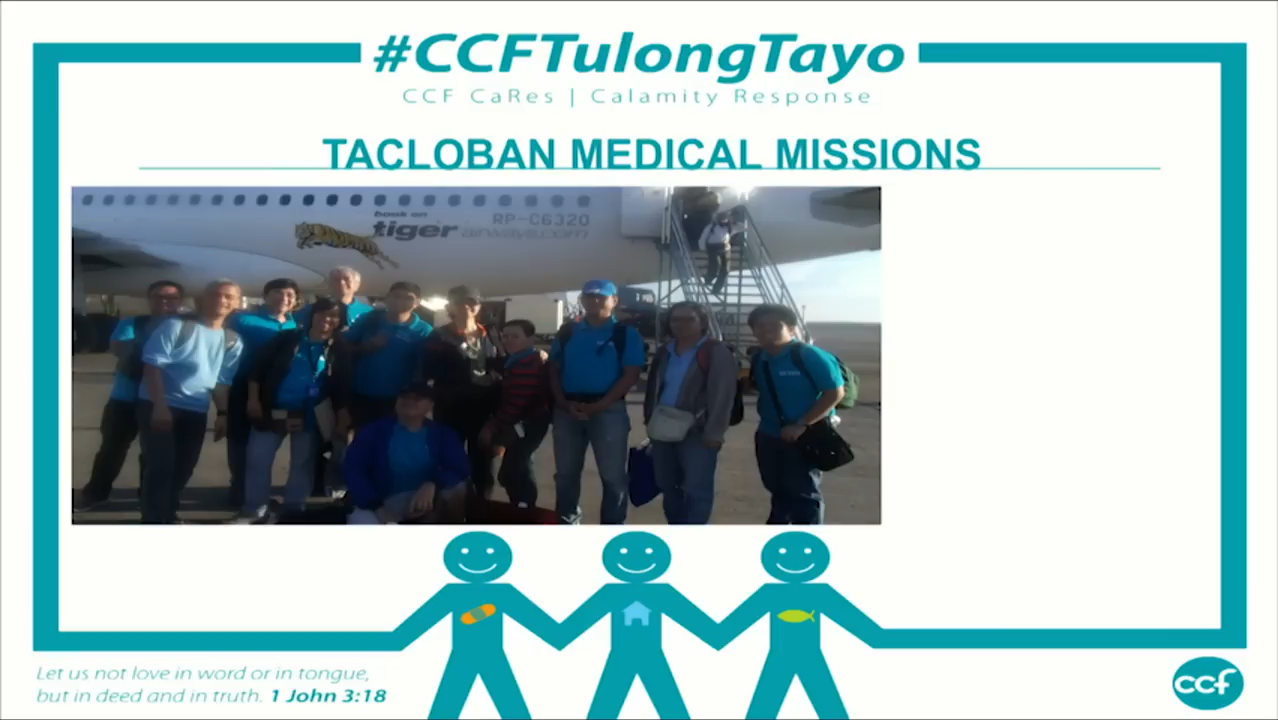 #CCFTulongTayo
CCF CaRes | Calamity Response
TACLOBAN MEDICAL MISSIONS
book on
tiger airways.com
RP-C6320
Let us not love in word or in tongue,
but in deed and in truth. 1 John 3:18
ccf